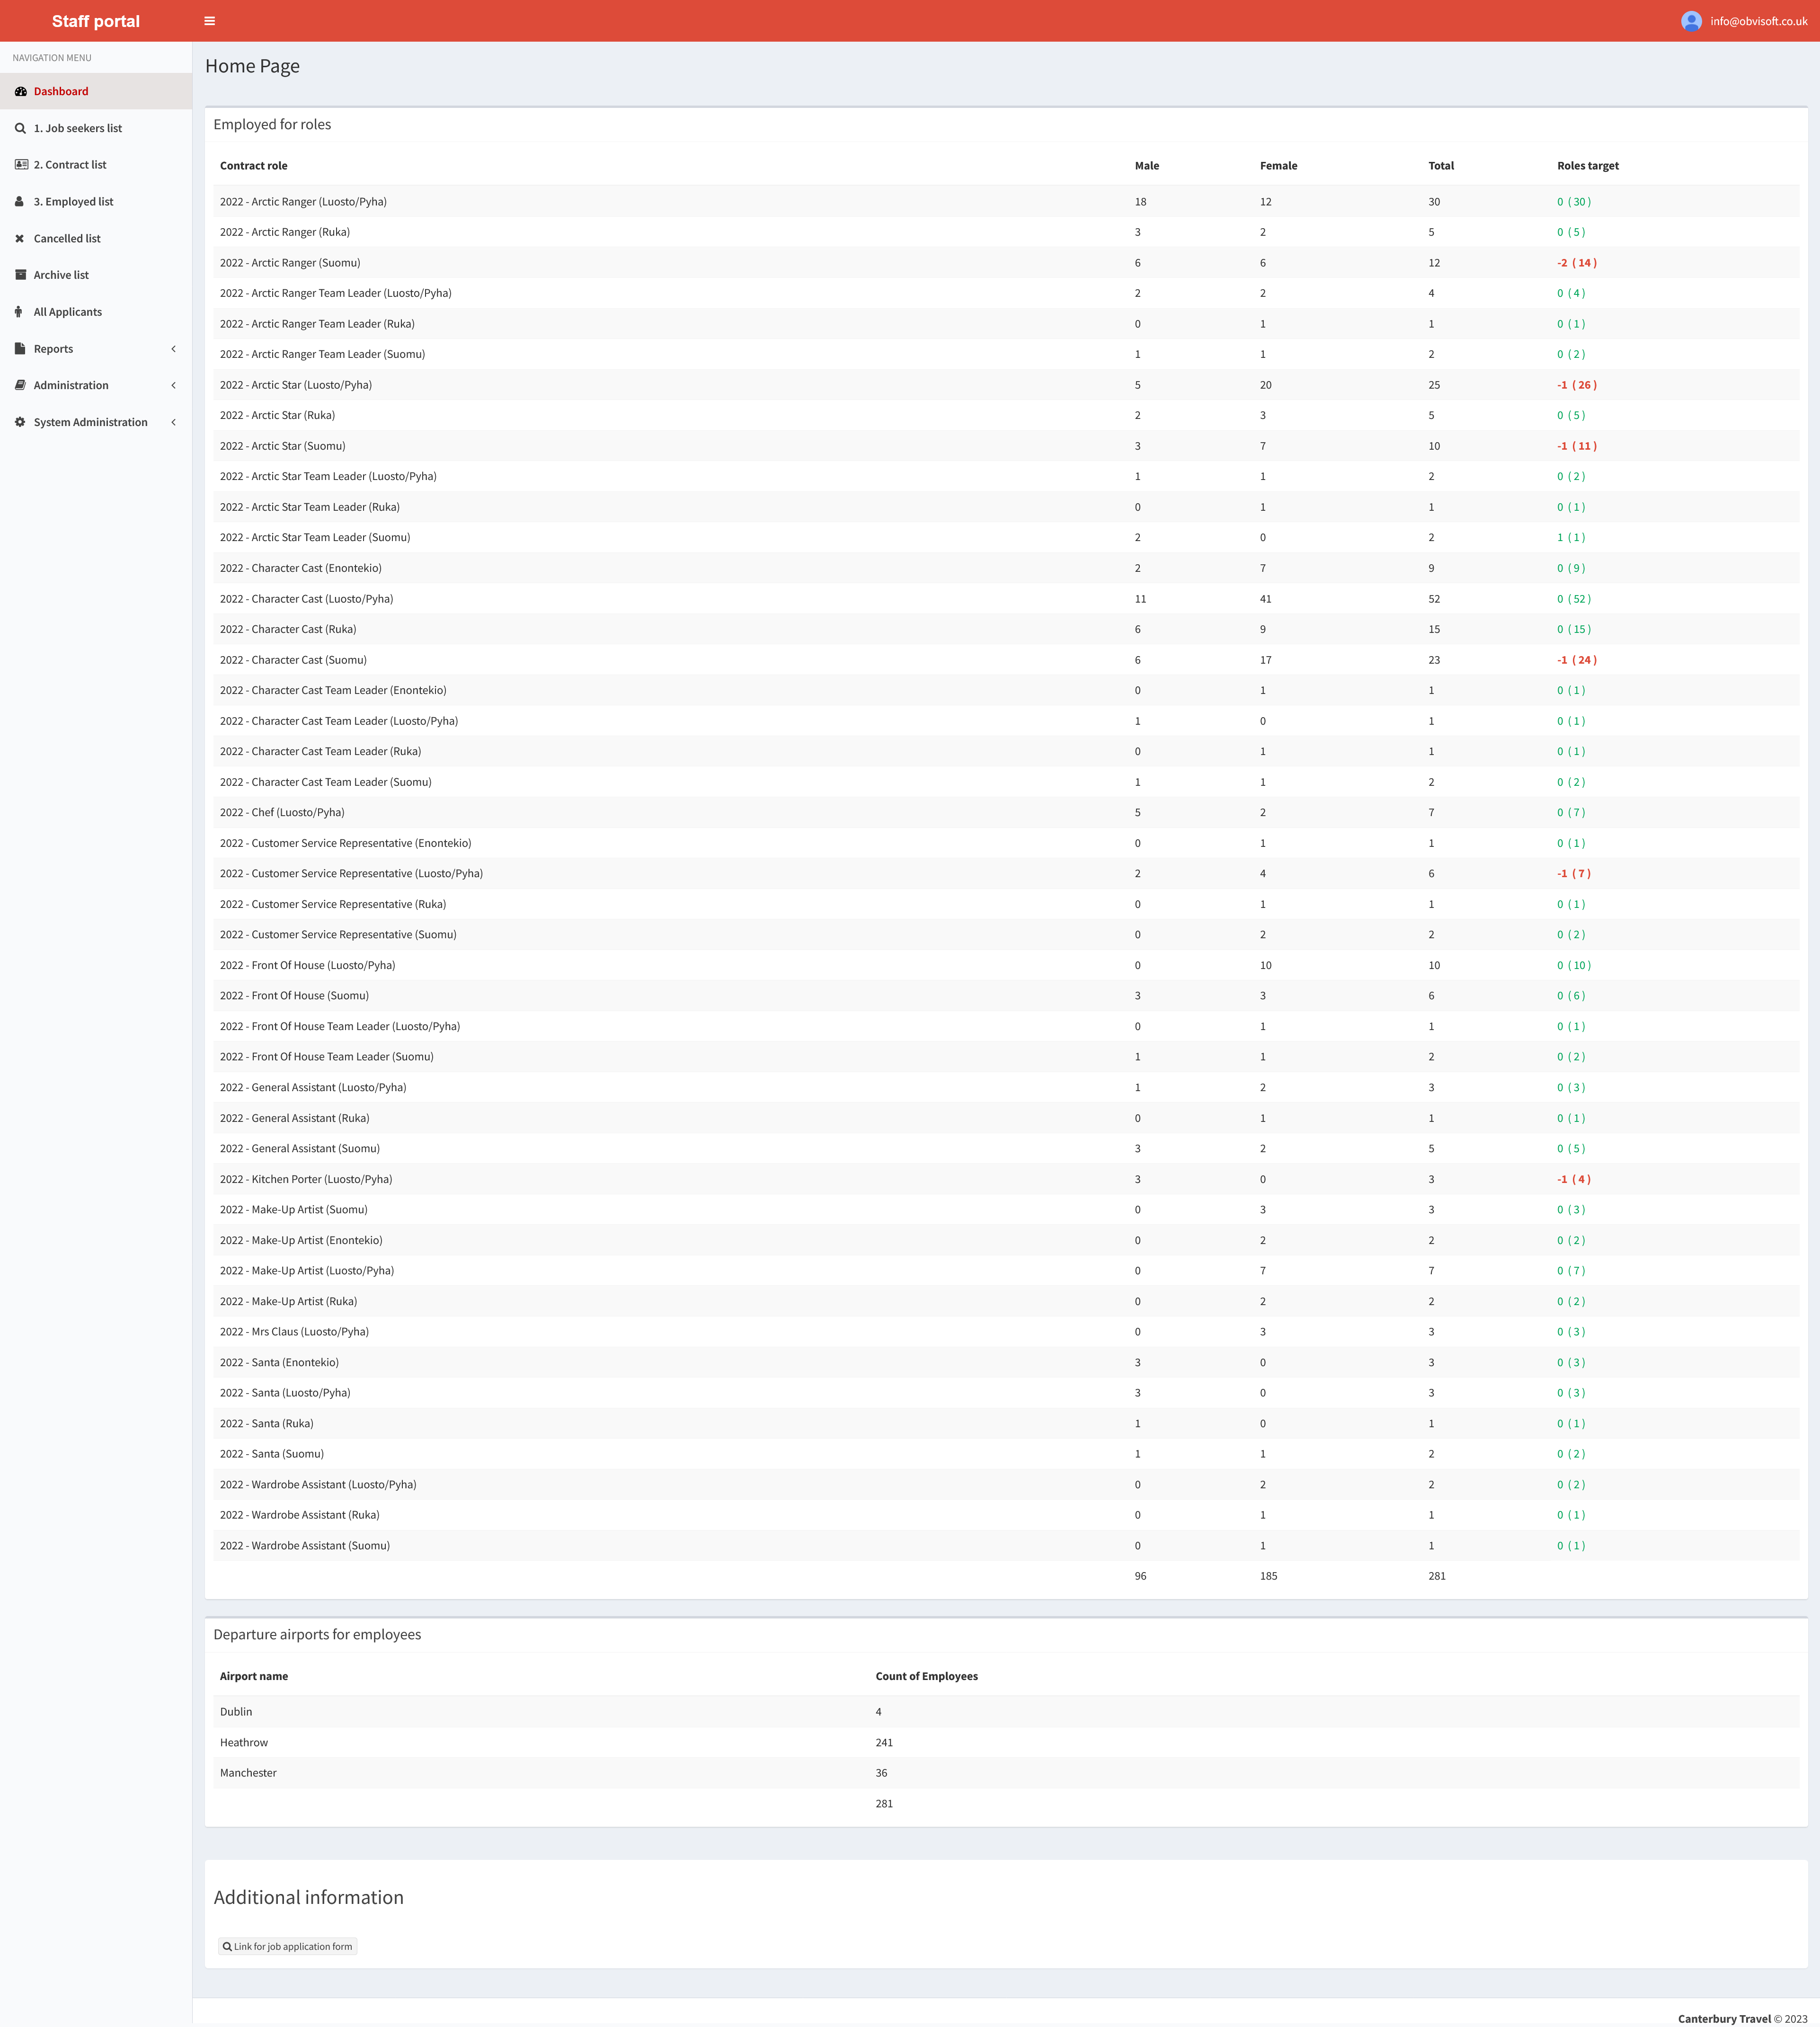 Staff portal
info@obvisoft.co.uk
NAVIGATION MENU
Dashboard
1. Job seekers list
2. Contract list
3. Employed list
Cancelled list
Archive list
All Applicants
Reports
Administration
System Administration
Home Page
Employed for roles
Contract role Male Female Total Roles target
2022 - Arctic Ranger (Luosto/Pyha) 18 12 30 0 ( 30 )
2022 - Arctic Ranger (Ruka) 3 2 5 0 ( 5 )
2022 - Arctic Ranger (Suomu) 6 6 12 -2 ( 14 )
2022 - Arctic Ranger Team Leader (Luosto/Pyha) 2 2 4 0 ( 4 )
2022 - Arctic Ranger Team Leader (Ruka) 0 1 1 0 ( 1 )
2022 - Arctic Ranger Team Leader (Suomu) 1 1 2 0 ( 2 )
2022 - Arctic Star (Luosto/Pyha) 5 20 25 -1 ( 26 )
2022 - Arctic Star (Ruka) 2 3 5 0 ( 5 )
2022 - Arctic Star (Suomu) 3 7 10 -1 ( 11 )
2022 - Arctic Star Team Leader (Luosto/Pyha) 1 1 2 0 ( 2 )
2022 - Arctic Star Team Leader (Ruka) 0 1 1 0 ( 1 )
2022 - Arctic Star Team Leader (Suomu) 2 0 2 1 ( 1 )
2022 - Character Cast (Enontekio) 2 7 9 0 ( 9 )
2022 - Character Cast (Luosto/Pyha) 11 41 52 0 ( 52 )
2022 - Character Cast (Ruka) 6 9 15 0 ( 15 )
2022 - Character Cast (Suomu) 6 17 23 -1 ( 24 )
2022 - Character Cast Team Leader (Enontekio) 0 1 1 0 ( 1 )
2022 - Character Cast Team Leader (Luosto/Pyha) 1 0 1 0 ( 1 )
2022 - Character Cast Team Leader (Ruka) 0 1 1 0 ( 1 )
2022 - Character Cast Team Leader (Suomu) 1 1 2 0 ( 2 )
2022 - Chef (Luosto/Pyha) 5 2 7 0 ( 7 )
2022 - Customer Service Representative (Enontekio) 0 1 1 0 ( 1 )
2022 - Customer Service Representative (Luosto/Pyha) 2 4 6 -1 ( 7 )
2022 - Customer Service Representative (Ruka) 0 1 1 0 ( 1 )
2022 - Customer Service Representative (Suomu) 0 2 2 0 ( 2 )
2022 - Front Of House (Luosto/Pyha) 0 10 10 0 ( 10 )
2022 - Front Of House (Suomu) 3 3 6 0 ( 6 )
2022 - Front Of House Team Leader (Luosto/Pyha) 0 1 1 0 ( 1 )
2022 - Front Of House Team Leader (Suomu) 1 1 2 0 ( 2 )
2022 - General Assistant (Luosto/Pyha) 1 2 3 0 ( 3 )
2022 - General Assistant (Ruka) 0 1 1 0 ( 1 )
2022 - General Assistant (Suomu) 3 2 5 0 ( 5 )
2022 - Kitchen Porter (Luosto/Pyha) 3 0 3 -1 ( 4 )
2022 - Make-Up Artist (Suomu) 0 3 3 0 ( 3 )
2022 - Make-Up Artist (Enontekio) 0 2 2 0 ( 2 )
2022 - Make-Up Artist (Luosto/Pyha) 0 7 7 0 ( 7 )
2022 - Make-Up Artist (Ruka) 0 2 2 0 ( 2 )
2022 - Mrs Claus (Luosto/Pyha) 0 3 3 0 ( 3 )
2022 - Santa (Enontekio) 3 0 3 0 ( 3 )
2022 - Santa (Luosto/Pyha) 3 0 3 0 ( 3 )
2022 - Santa (Ruka) 1 0 1 0 ( 1 )
2022 - Santa (Suomu) 1 1 2 0 ( 2 )
2022 - Wardrobe Assistant (Luosto/Pyha) 0 2 2 0 ( 2 )
2022 - Wardrobe Assistant (Ruka) 0 1 1 0 ( 1 )
2022 - Wardrobe Assistant (Suomu) 0 1 1 0 ( 1 )
96 185 281
Departure airports for employees
Airport name Count of Employees
Dublin 4
Heathrow 241
Manchester 36
281
Additional information
Link for job application form
Canterbury Travel © 2023